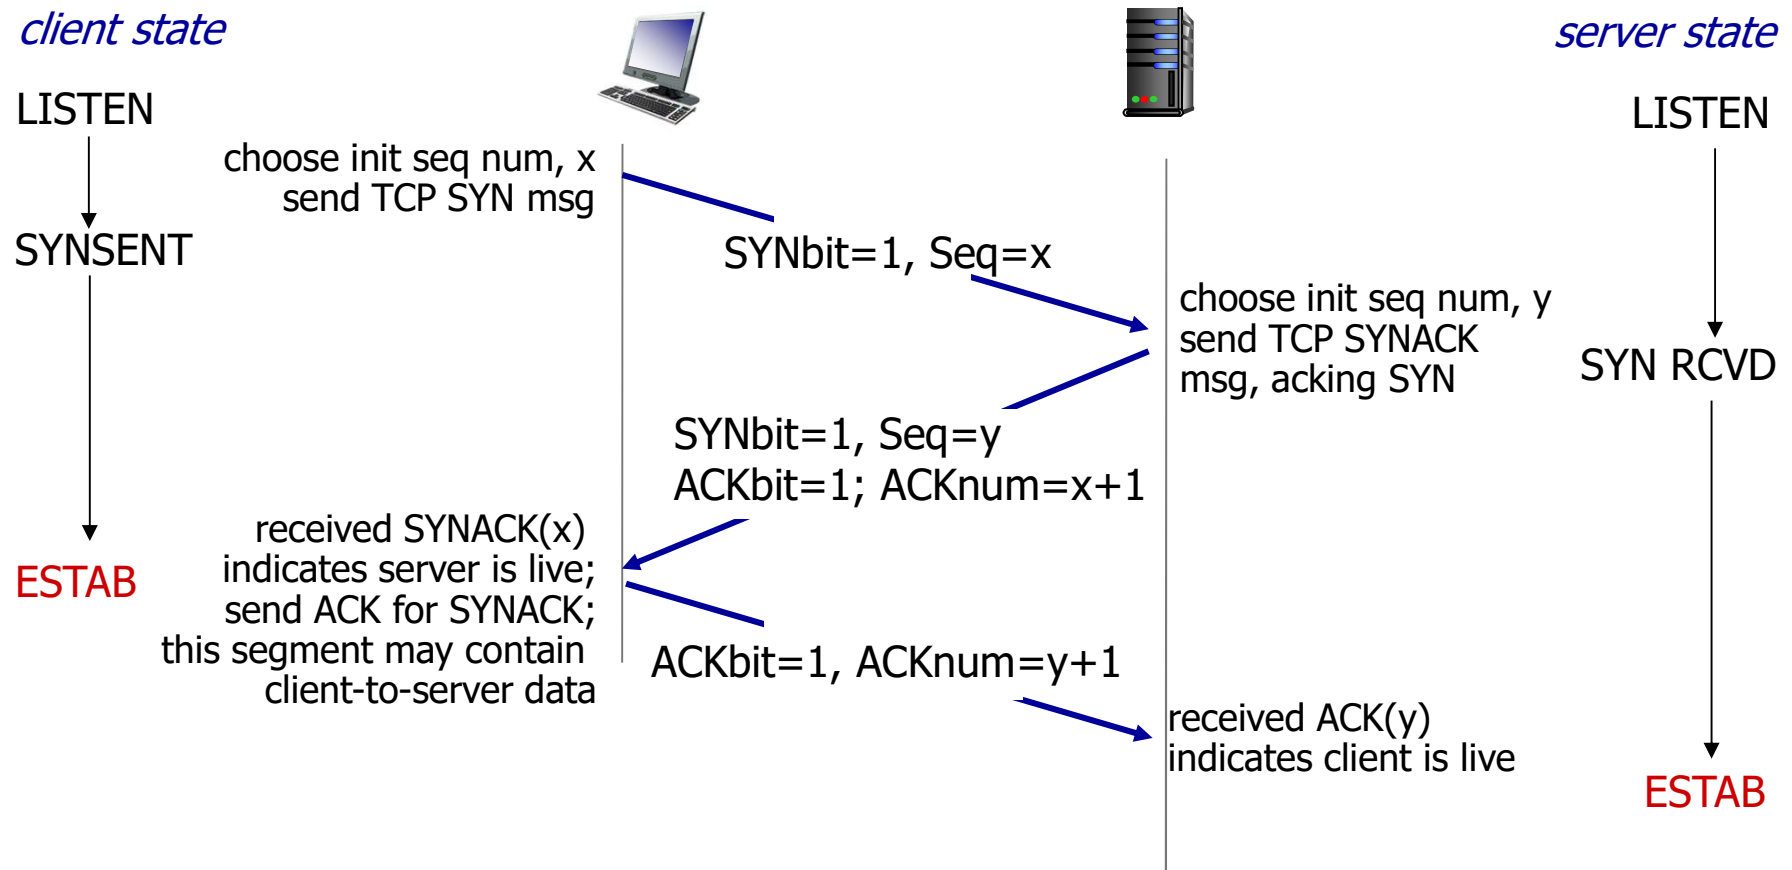 client state
server state
LISTEN
LISTEN
choose init seq num, x
send TCP SYN msg
SYNSENT
SYNbit=1, Seq=x
choose init seq num, y
send TCP SYNACK
msg, acking SYN
SYN RCVD
SYNbit=1, Seq=y
ACKbit=1; ACKnum=x+1
received SYNACK(x)
indicates server is live;
send ACK for SYNACK;
this segment may contain
client-to-server data
ESTAB
ACKbit=1, ACKnum=y+1
received ACK(y)
indicates client is live
ESTAB